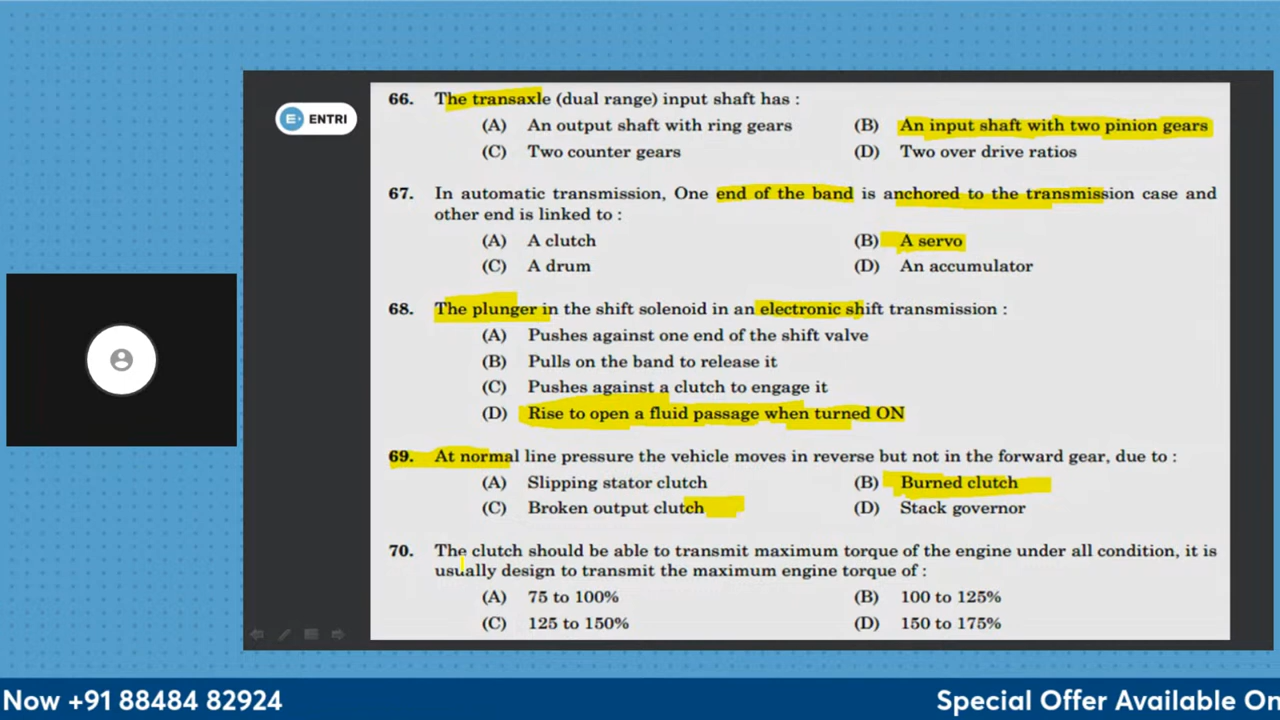 ENTRI
66. The transaxle (dual range) input shaft has :
(A) An output shaft with ring gears (B) An input shaft with two pinion gears
(C) Two counter gears (D) Two over drive ratios
67. In automatic transmission, One end of the band is anchored to the transmission case and
other end is linked to :
(A) A clutch (B) A servo
(C) A drum (D) An accumulator
68. The plunger in the shift solenoid in an electronic shift transmission :
(A) Pushes against one end of the shift valve
(B) Pulls on the band to release it
(C) Pushes against a clutch to engage it
(D) Rise to open a fluid passage when turned ON
69. At normal line pressure the vehicle moves in reverse but not in the forward gear, due to :
(A) Slipping stator clutch (B) Burned clutch
(C) Broken output clutch (D) Stack governor
70. The clutch should be able to transmit maximum torque of the engine under all condition, it is
usually design to transmit the maximum engine torque of :
(A) 75 to 100% (B) 100 to 125%
(C) 125 to 150% (D) 150 to 175%
Now +91 88484 82924 Special Offer Available On